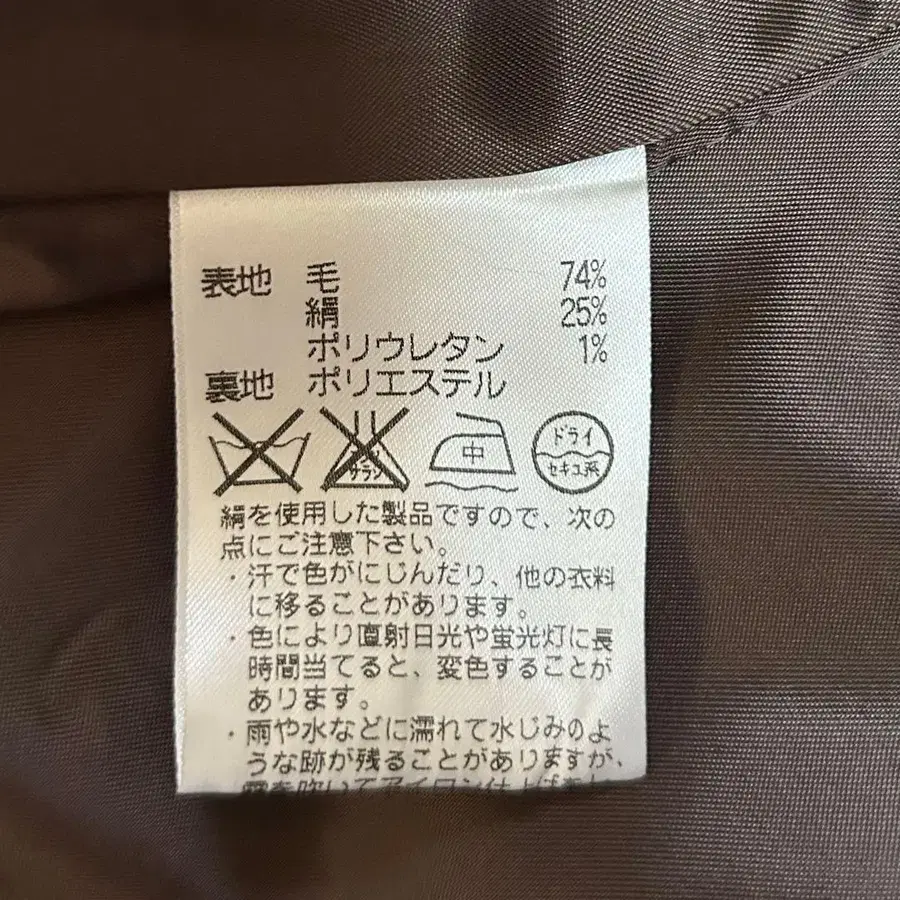 表地 毛 74%
絹 25%
ポリウレタン 1%
裏地 ポリエステル
エンソ サラシ
中
ドライ
セキユ系
絹を使用した製品ですので、次の
点にご注意下さい。
・汗で色がにじんだり、他の衣料
に移ることがあります。
・色により直射日光や蛍光灯に長
時間当てると、変色することが
あります。
・雨や水などに濡れて水じみのよ
うな跡が残ることがありますが、